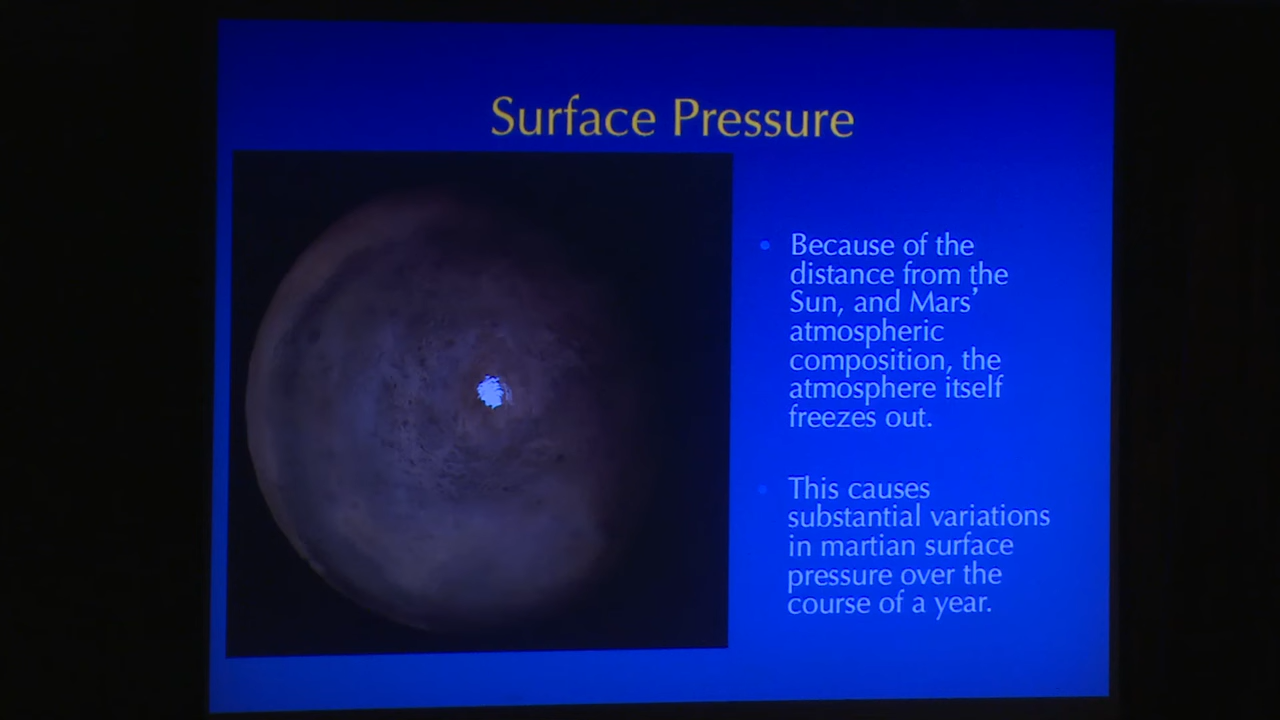 Surface Pressure
• Because of the
distance from the
Sun, and Mars’
atmospheric
composition, the
atmosphere itself
freezes out.
• This causes
substantial variations
in martian surface
pressure over the
course of a year.